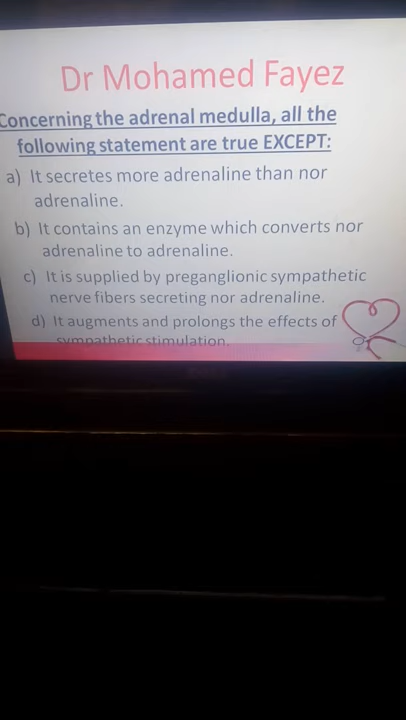 Dr Mohamed Fayez
Concerning the adrenal medulla, all the
following statement are true EXCEPT:
a) It secretes more adrenaline than nor
adrenaline.
b) It contains an enzyme which converts nor
adrenaline to adrenaline.
c) It is supplied by preganglionic sympathetic
nerve fibers secreting nor adrenaline.
d) It augments and prolongs the effects of
sympathetic stimulation.